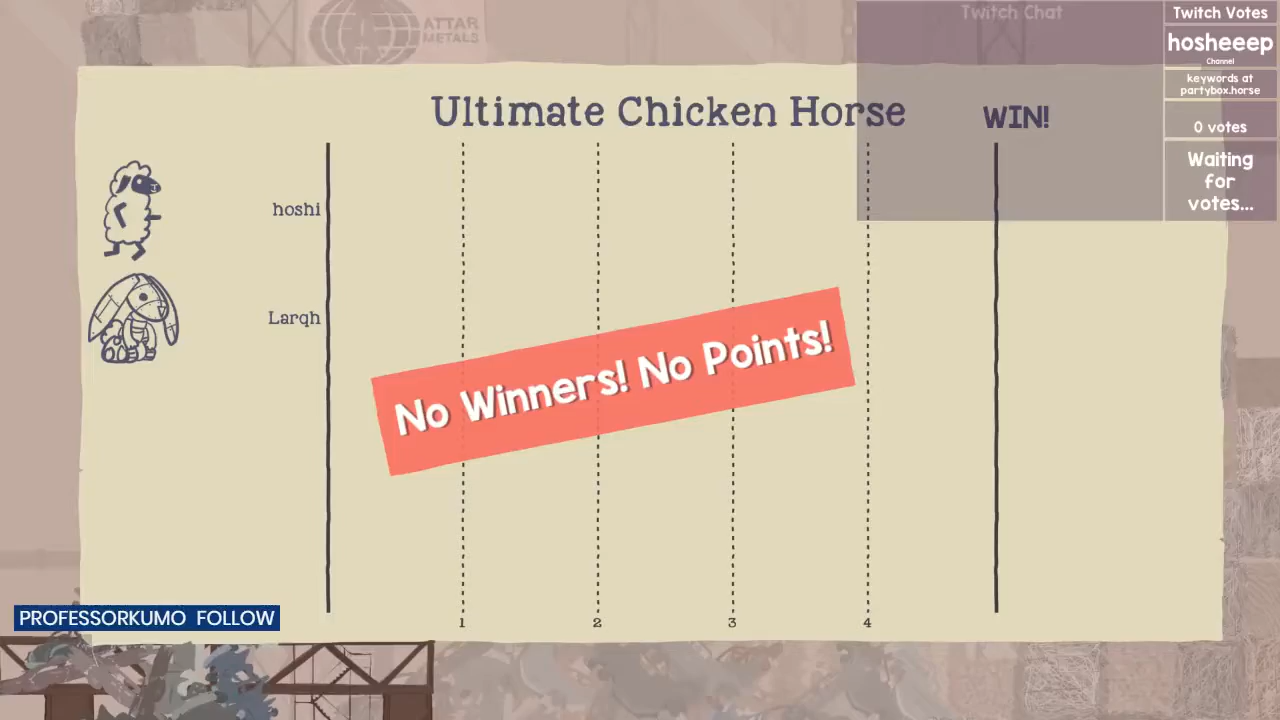 ATTAR
METALS
Twitch Chat
Twitch Votes
hosheeep
Channel
keywords at
partybox.horse
0 votes
Waiting
for
votes...
Ultimate Chicken Horse
WIN!
hoshi
Larqh
No Winners! No Points!
PROFESSORKUMO FOLLOW
1 2 3 4